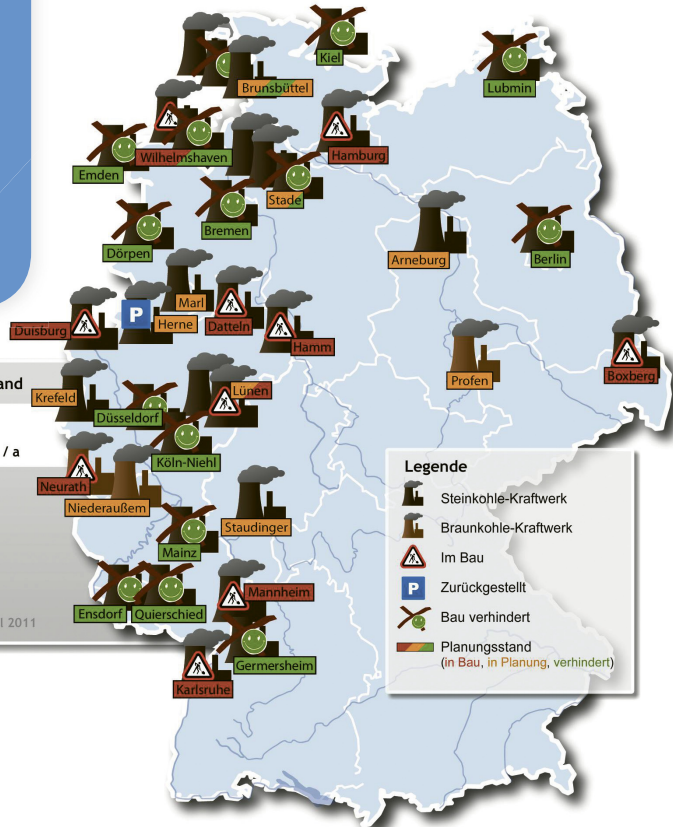 Kiel
Lubmin
Brunsbüttel
Wilhelmshaven
Hamburg
Emden
Stade
Bremen
Dörpen
Arneburg
Berlin
Marl
P
Herne
Datteln
Duisburg
Hamm
Boxberg
Profen
and
Krefeld
Lünen
Düsseldorf
/ a
Köln-Niehl
Neurath
Niederaußem
Staudinger
Mainz
Ensdorf
Quierschied
Mannheim
2011
Germersheim
Karlsruhe
Legende
Steinkohle-Kraftwerk
Braunkohle-Kraftwerk
Im Bau
P
Zurückgestellt
Bau verhindert
Planungsstand
(in Bau, in Planung, verhindert)